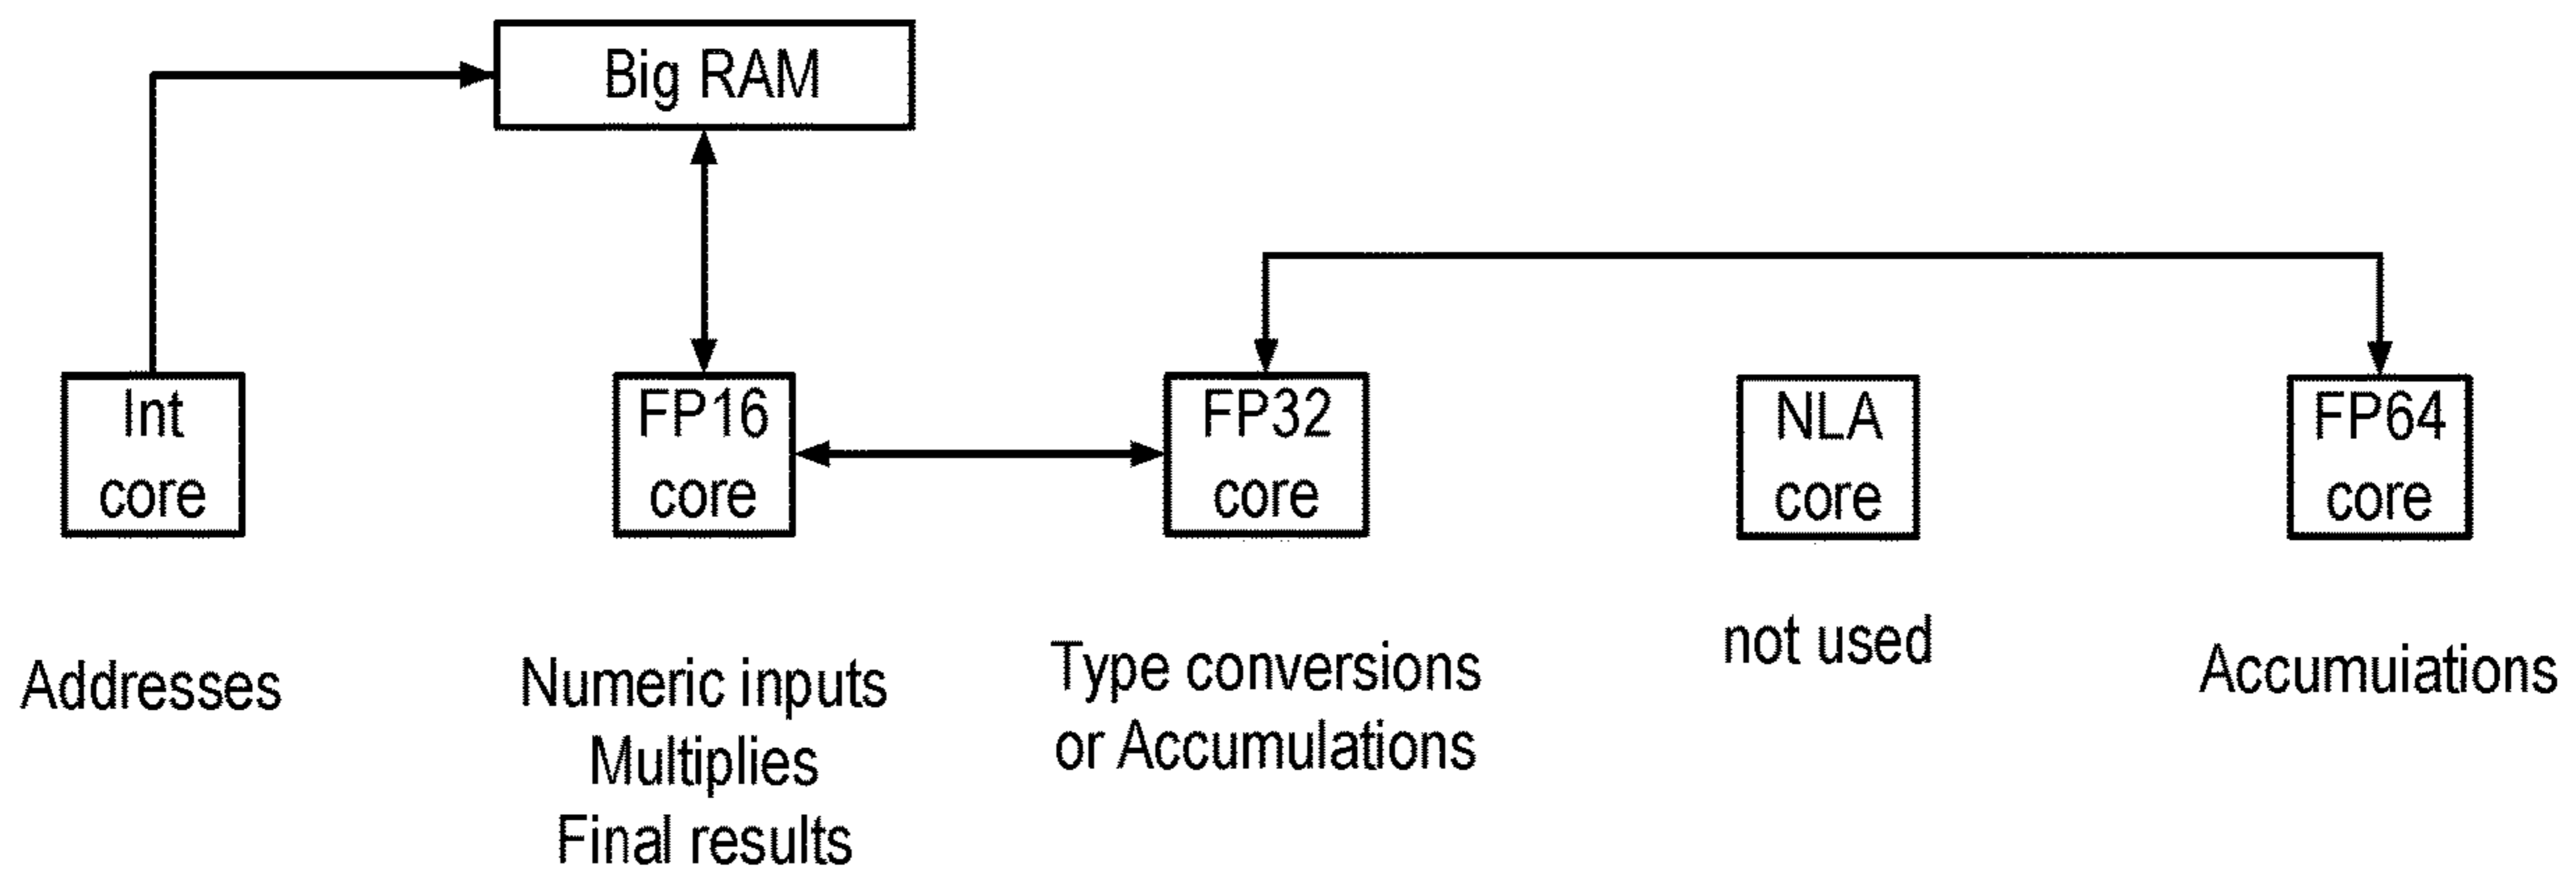 Big RAM
Int
core
FP16
core
FP32
core
NLA
core
FP64
core
Addresses
Numeric inputs
Multiplies
Final results
Type conversions
or Accumulations
not used
Accumuiations